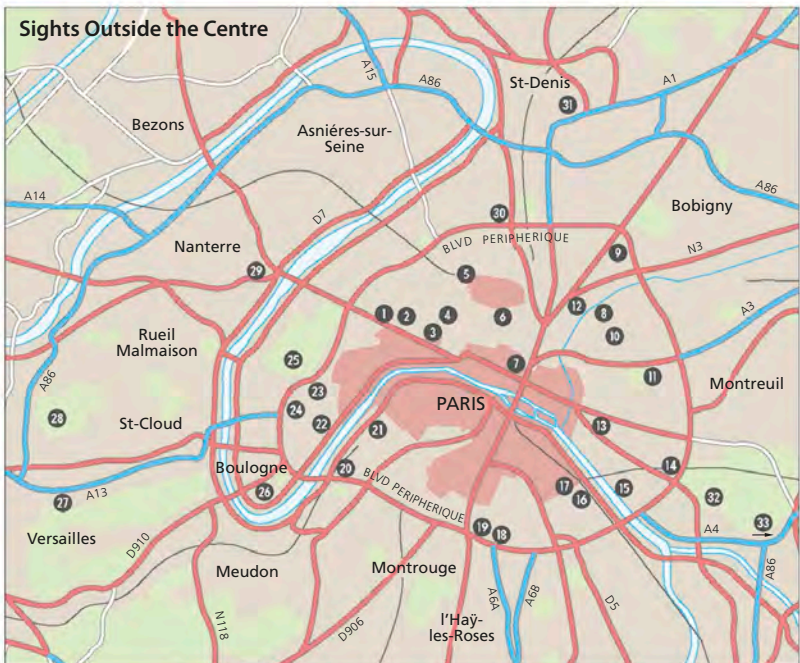 Sights Outside the Centre
A15
A86
St-Denis
31
A1
Bezons
Asniéres-sur-
Seine
A14
A86
Bobigny
D7
30
Nanterre
BLVD PERIPHERIQUE
9
N3
29
5
12
8
A3
1
2
4
3
6
10
Rueil
Malmaison
25
7
11
Montreuil
A86
23
PARIS
28
St-Cloud
24
22
21
13
Boulogne
20
BLVD PERIPHERIQUE
14
26
17
16
15
32
27
A13
19
18
A4
33
Versailles
D910
Meudon
Montrouge
A86
N118
D906
A6A
A6B
D5
l'Haÿ-
les-Roses